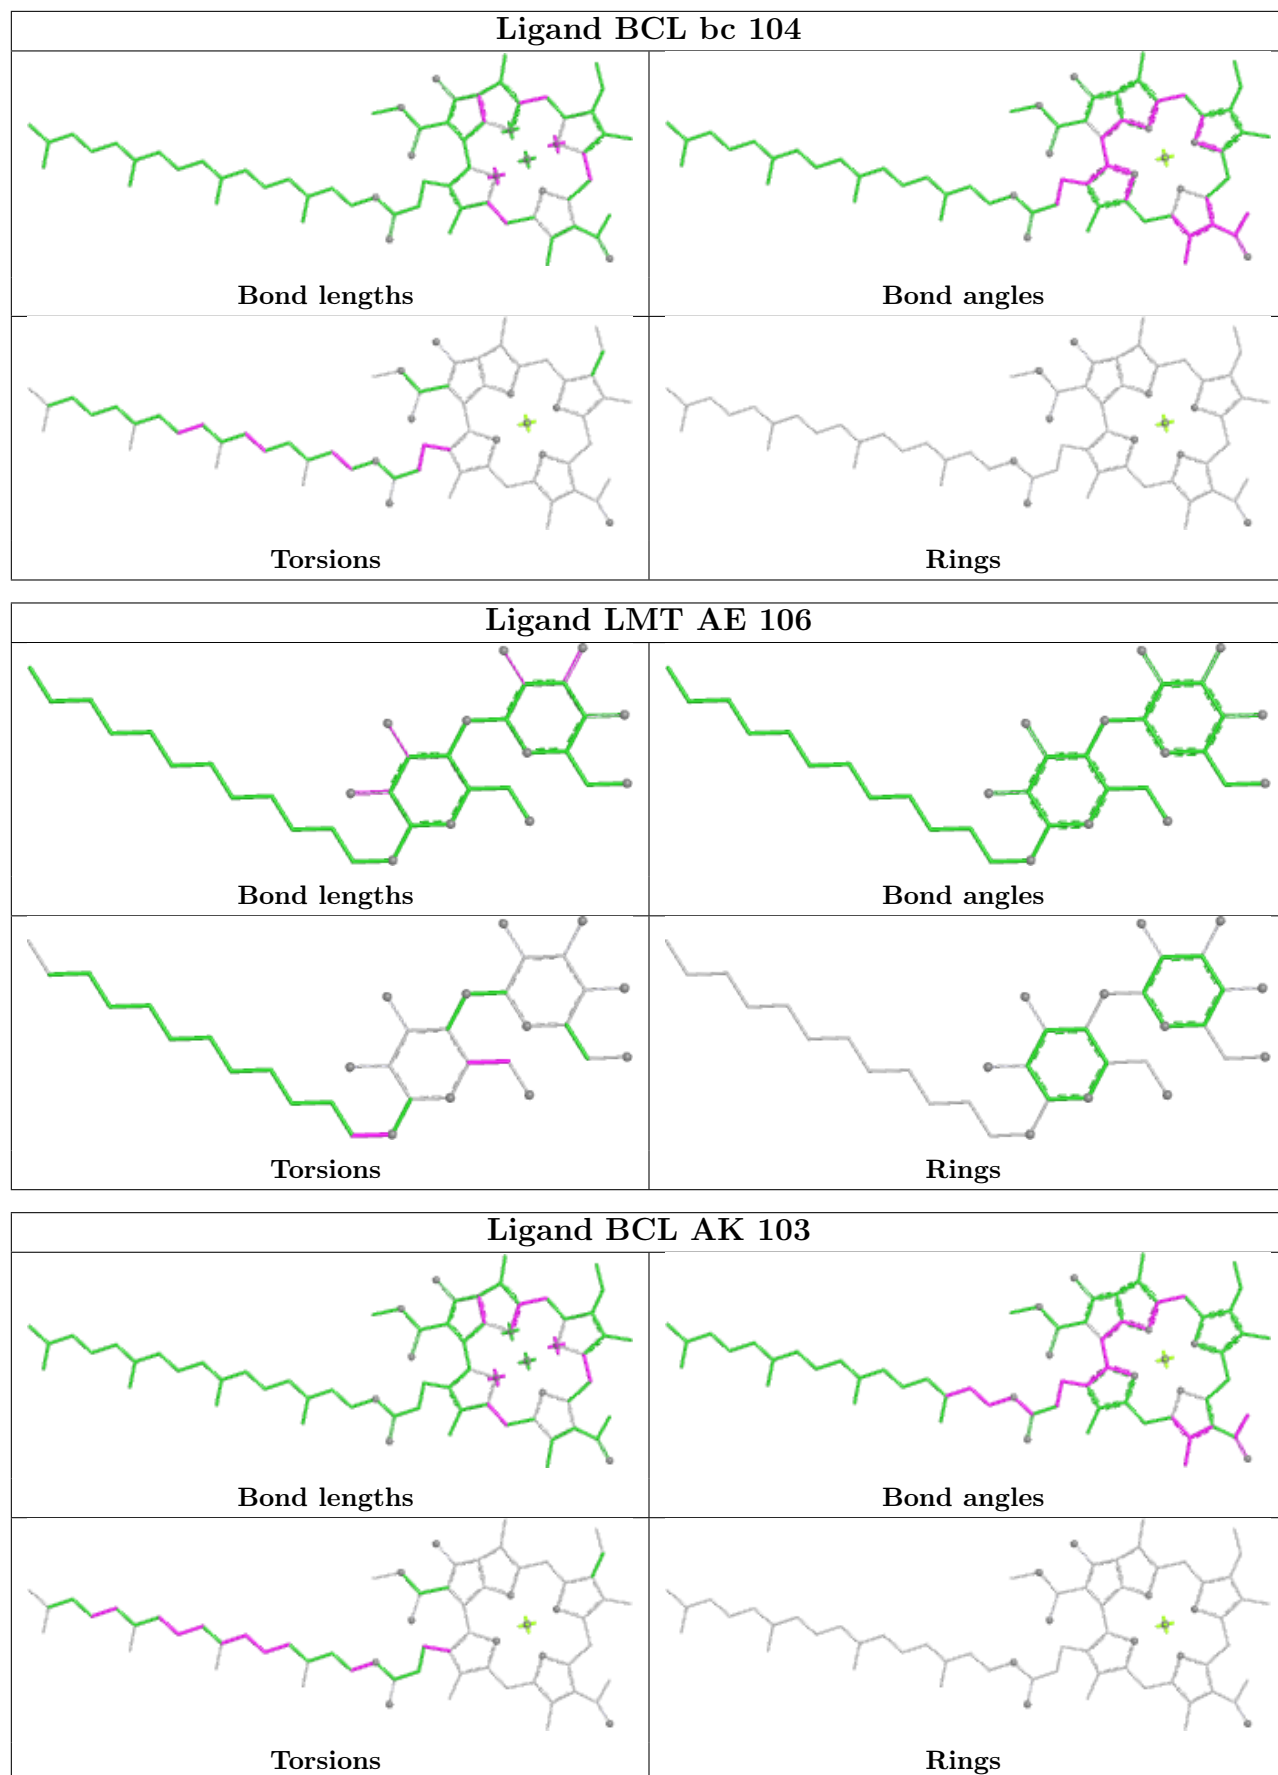 Ligand BCL bc 104
Bond lengths
Bond angles
Torsions
Rings
Ligand LMT AE 106
Bond lengths
Bond angles
Torsions
Rings
Ligand BCL AK 103
Bond lengths
Bond angles
Torsions
Rings